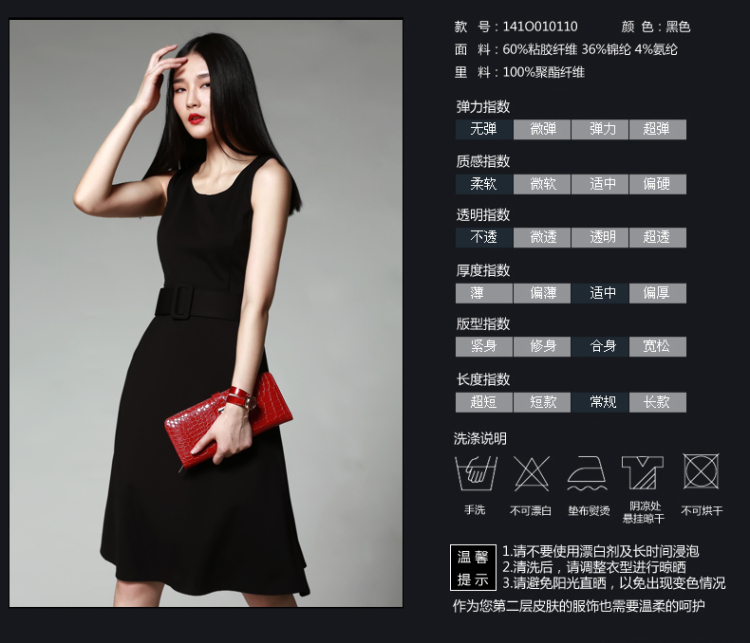 款 号：141O010110 颜 色：黑色
面 料：60%粘胶纤维 36%锦纶 4%氨纶
里 料：100%聚酯纤维
弹力指数
无弹 微弹 弹力 超弹
质感指数
柔软 微软 适中 偏硬
透明指数
不透 微透 透明 超透
厚度指数
薄 偏薄 适中 偏厚
版型指数
紧身 修身 合身 宽松
长度指数
超短 短款 常规 长款
洗涤说明
手洗 不可漂白 垫布熨烫 阴凉处 不可烘干
悬挂晾干
温馨
提示
1.请不要使用漂白剂及长时间浸泡
2.清洗后，请调整衣型进行晾晒
3.请避免阳光直晒，以免出现变色情况
作为您第二层皮肤的服饰也需要温柔的呵护